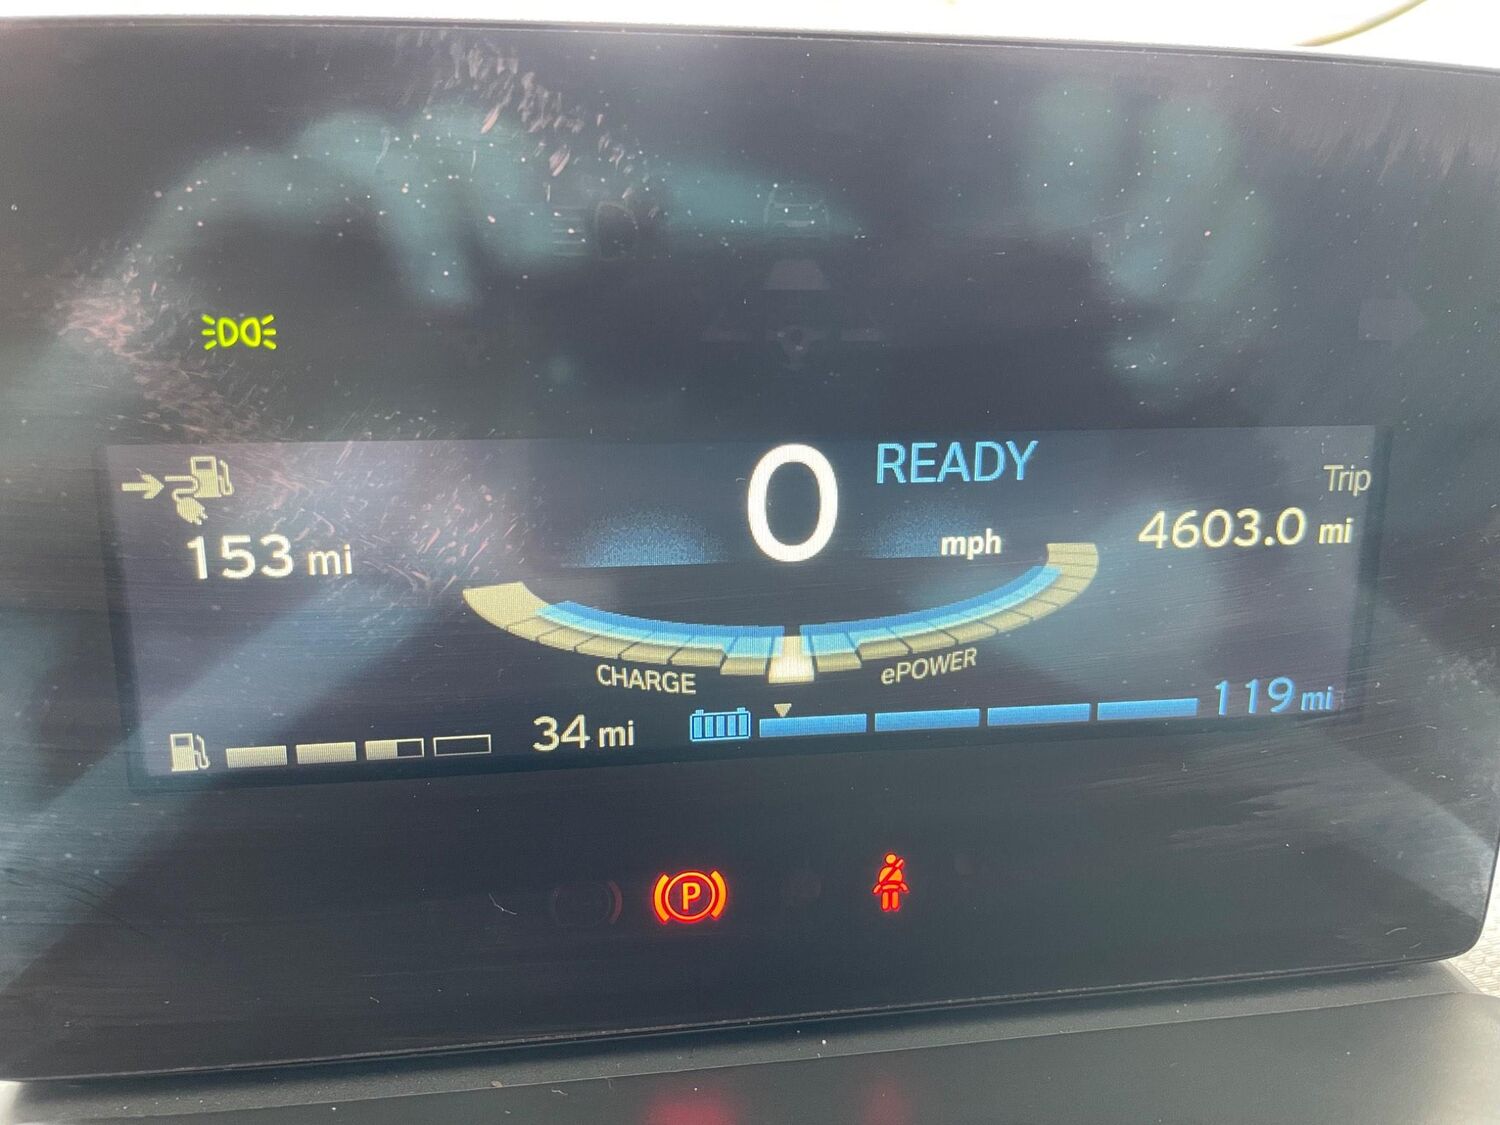 0 READY
mph
Trip
4603.0 mi
153 mi
CHARGE
ePOWER
34 mi
119 mi
P